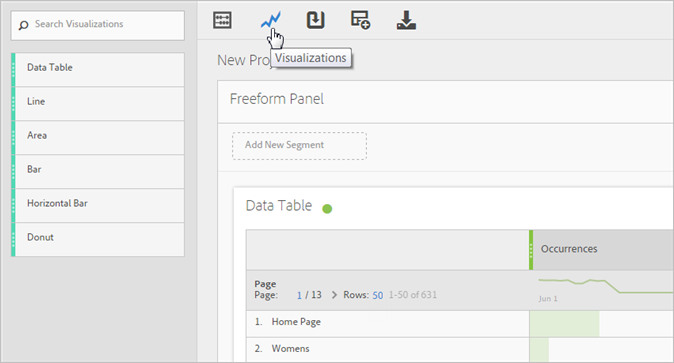 Search Visualizations
Data Table
Line
Area
Bar
Horizontal Bar
Donut
Visualizations
New Proj
Freeform Panel
Add New Segment
Data Table
Occurrences
Page
Page: 1 / 13 > Rows: 50 1-50 of 631
Jun 1
1. Home Page
2. Womens